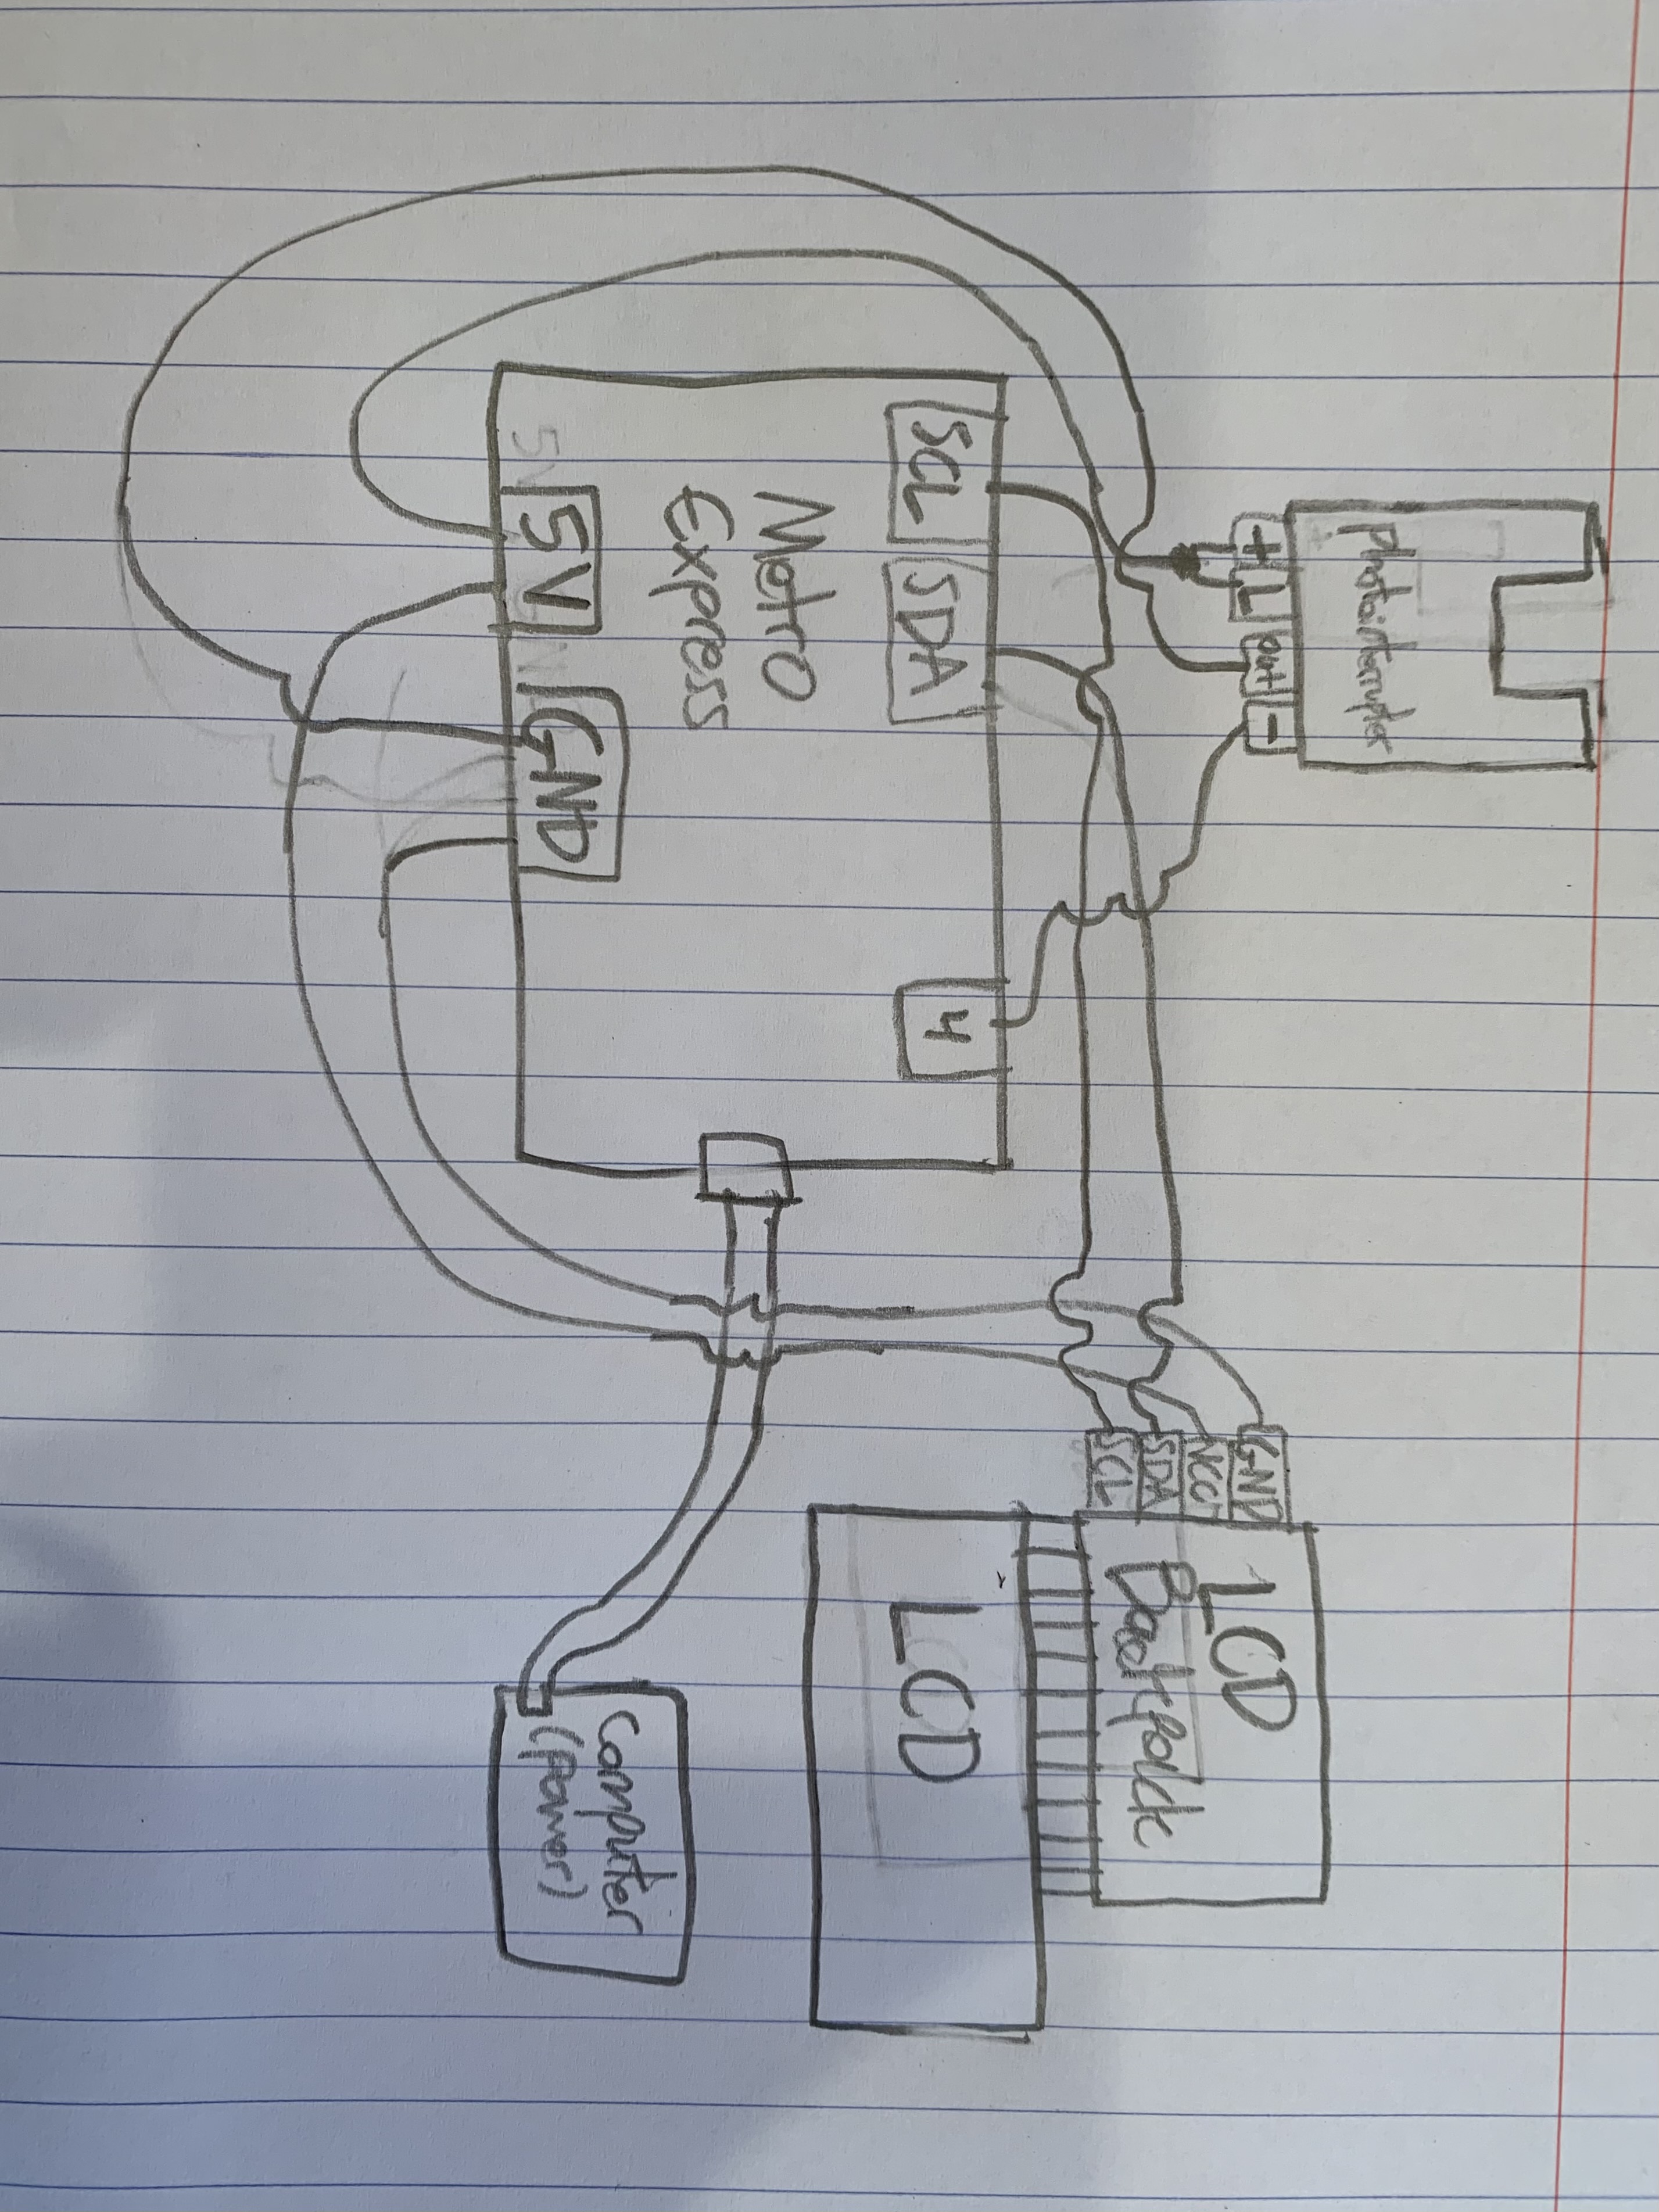 photointerrupter
+ L out -
GND
VCC
SDA
SCL
LCD
Backpack
SCL SDA 4
Metro
Express
5V GND
LCD
Computer
(Power)